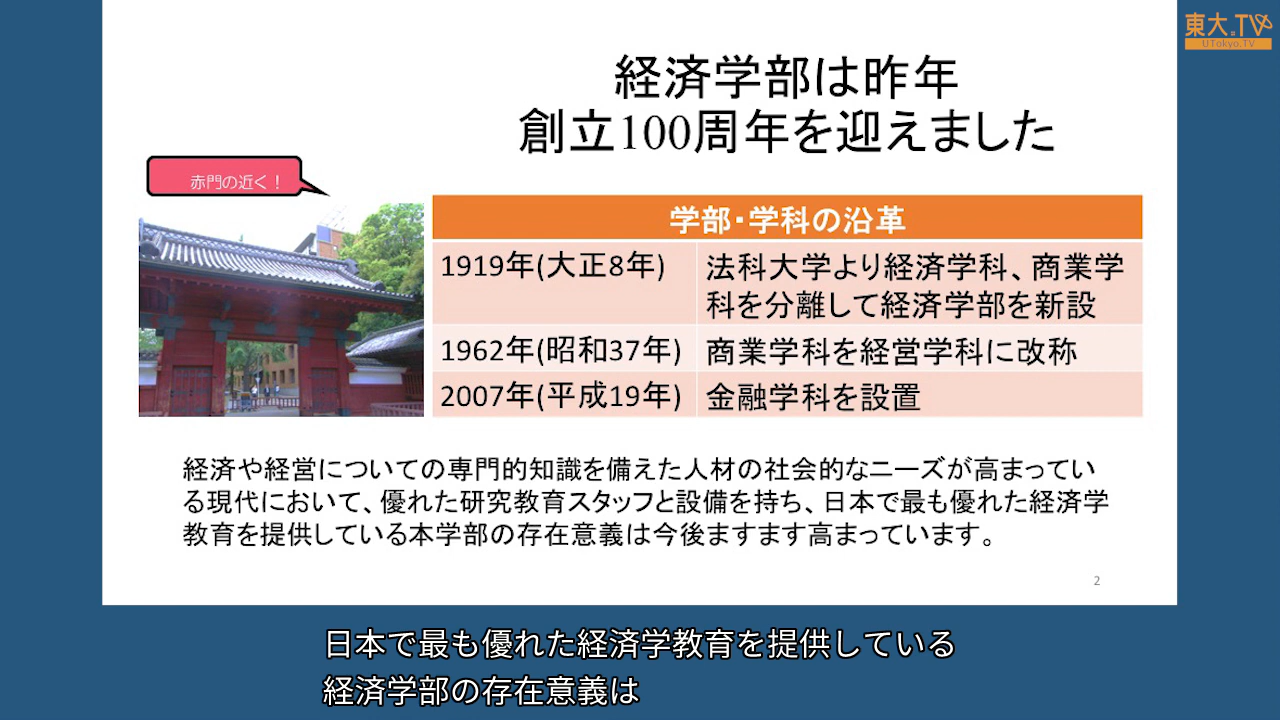 東大.TV
UTokyo.TV
経済学部は昨年
創立100周年を迎えました
赤門の近く！
学部・学科の沿革
1919年(大正8年) 法科大学より経済学科、商業学
科を分離して経済学部を新設
1962年(昭和37年) 商業学科を経営学科に改称
2007年(平成19年) 金融学科を設置
経済や経営についての専門的知識を備えた人材の社会的なニーズが高まってい
る現代において、優れた研究教育スタッフと設備を持ち、日本で最も優れた経済学
教育を提供している本学部の存在意義は今後ますます高まっています。
2
日本で最も優れた経済学教育を提供している
経済学部の存在意義は